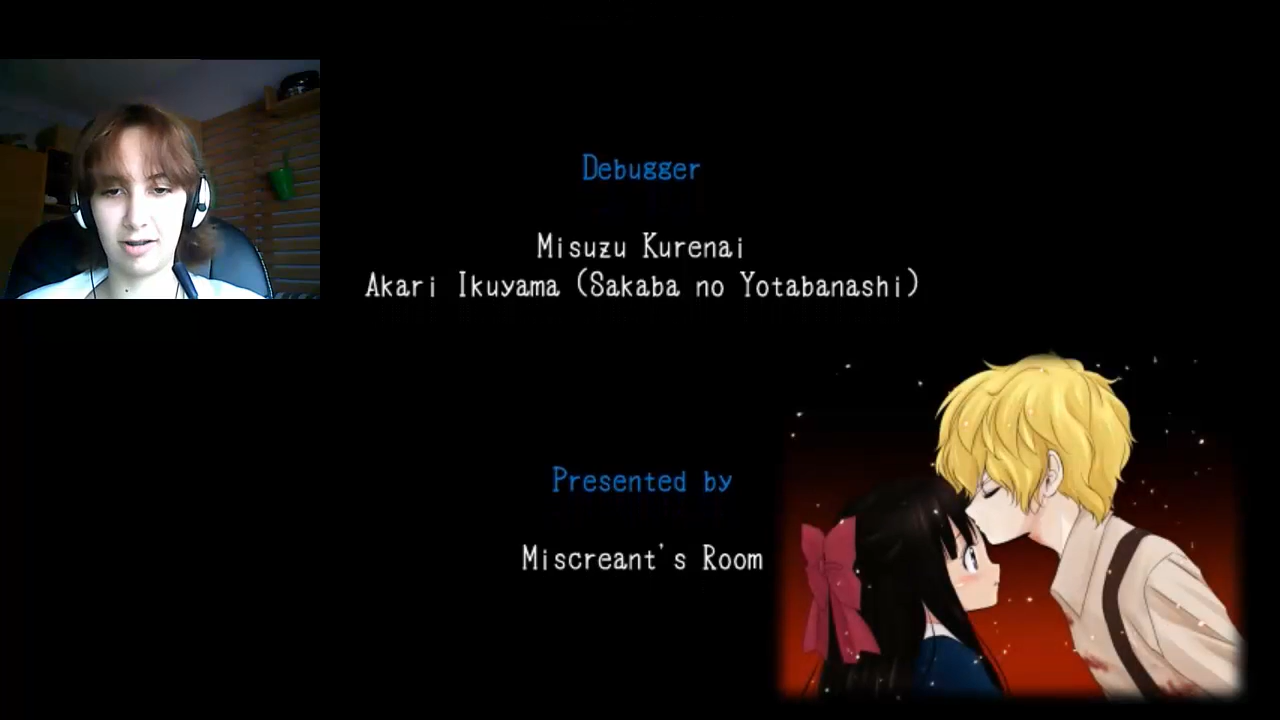 Debugger
Misuzu Kurenai
Akari Ikuyama (Sakaba no Yotabanashi)
Presented by
Miscreant's Room